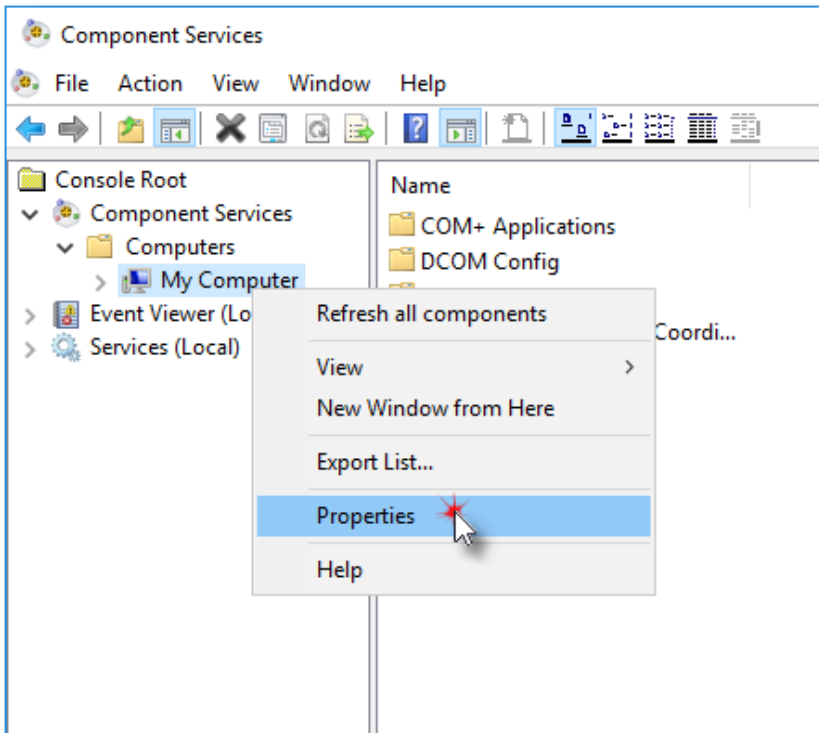 Component Services
File Action View Window Help
Console Root
Component Services
Computers
My Computer
Event Viewer (Lo
Services (Local)
Name
COM+ Applications
DCOM Config
Coordi...
Refresh all components
View
New Window from Here
Export List...
Properties
Help